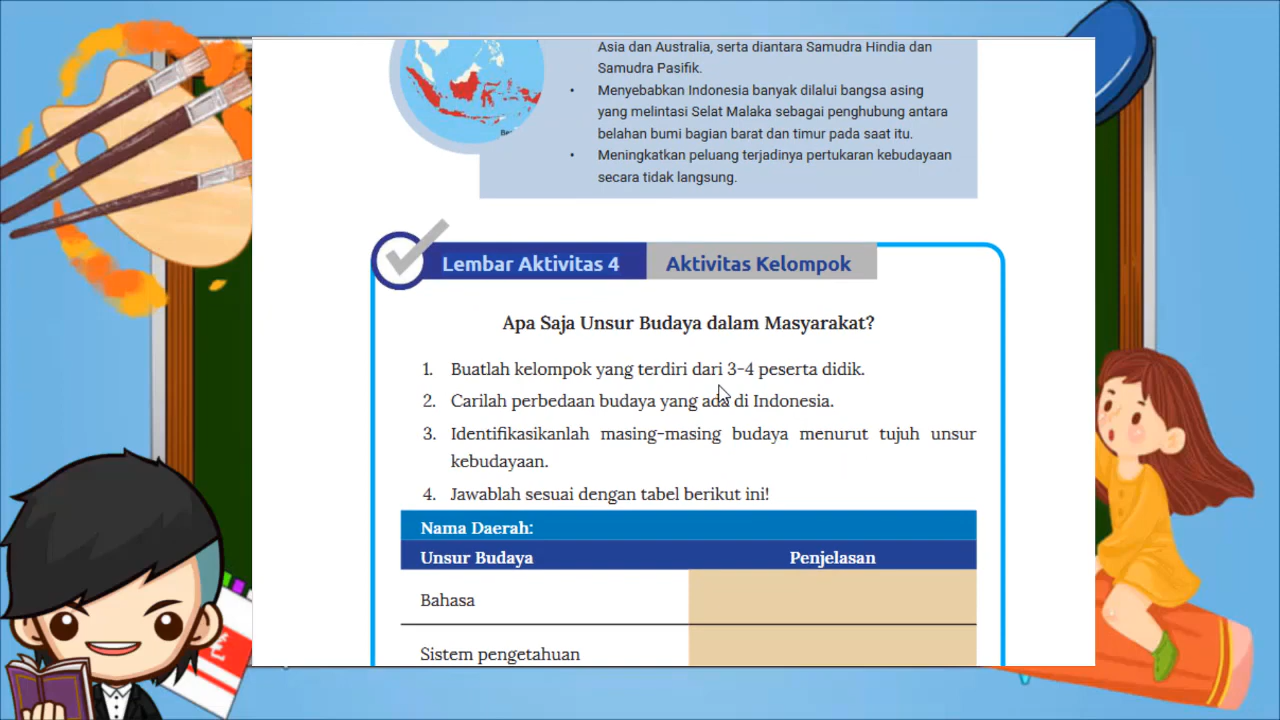 Asia dan Australia, serta diantara Samudra Hindia dan
Samudra Pasifik.
• Menyebabkan Indonesia banyak dilalui bangsa asing
yang melintasi Selat Malaka sebagai penghubung antara
belahan bumi bagian barat dan timur pada saat itu.
• Meningkatkan peluang terjadinya pertukaran kebudayaan
secara tidak langsung.
Lembar Aktivitas 4
Aktivitas Kelompok
Apa Saja Unsur Budaya dalam Masyarakat?
1. Buatlah kelompok yang terdiri dari 3-4 peserta didik.
2. Carilah perbedaan budaya yang ada di Indonesia.
3. Identifikasikanlah masing-masing budaya menurut tujuh unsur
kebudayaan.
4. Jawablah sesuai dengan tabel berikut ini!
Nama Daerah:
Unsur Budaya Penjelasan
Bahasa
Sistem pengetahuan